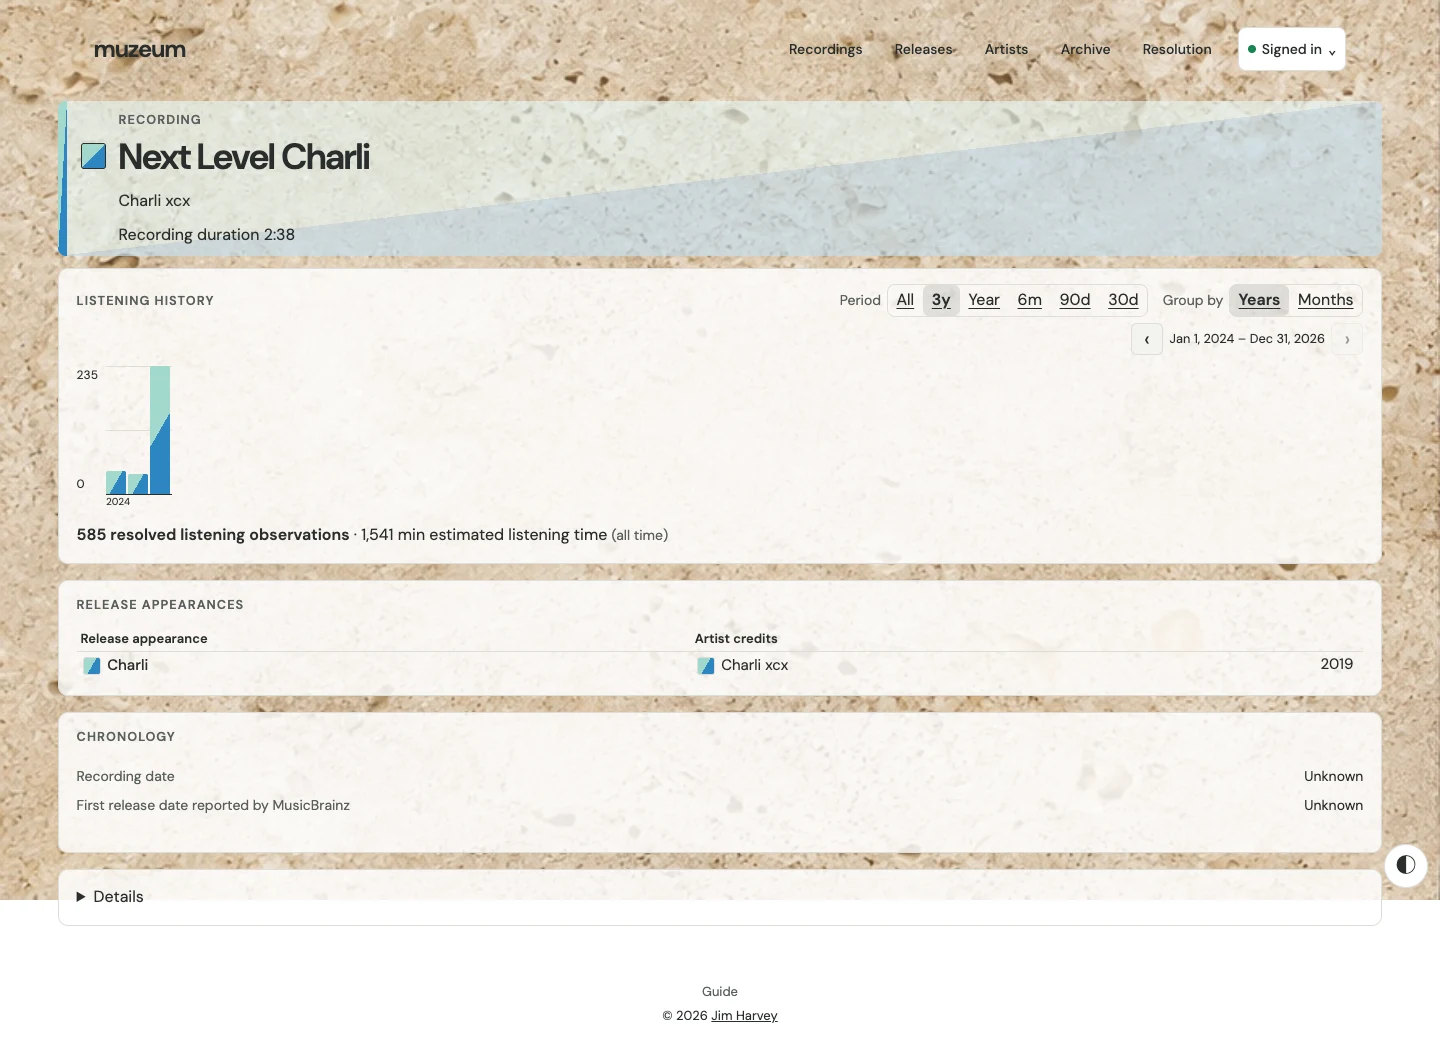 muzeum
Recordings Releases Artists Archive Resolution Signed in
RECORDING
Next Level Charli
Charli xcx
Recording duration 2:38
LISTENING HISTORY
Period All 3y Year 6m 90d 30d Group by Years Months
‹ Jan 1, 2024 – Dec 31, 2026 ›
235
0
2024
585 resolved listening observations · 1,541 min estimated listening time (all time)
RELEASE APPEARANCES
Release appearance Artist credits
Charli Charli xcx 2019
CHRONOLOGY
Recording date Unknown
First release date reported by MusicBrainz Unknown
Details
Guide
© 2026 Jim Harvey